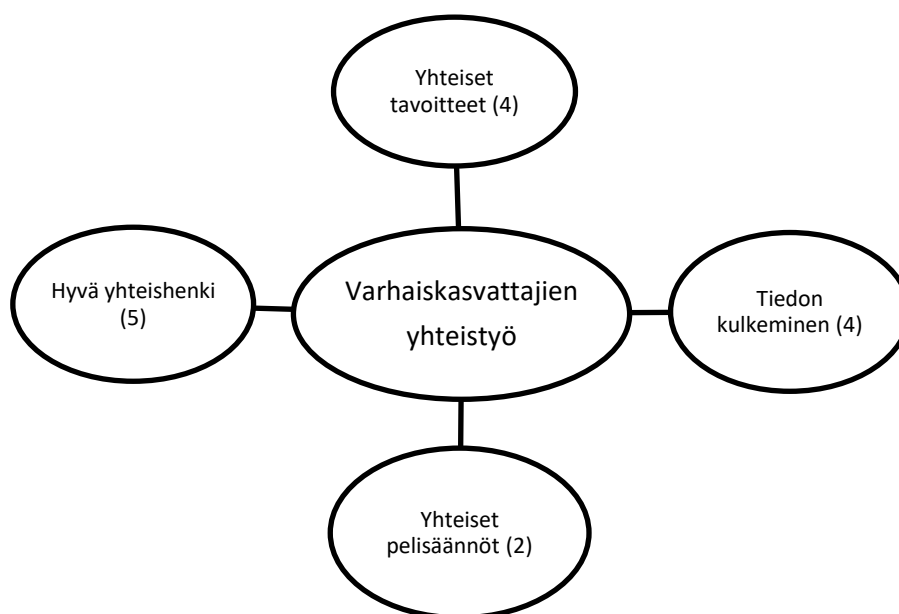 Yhteiset
tavoitteet (4)
Hyvä yhteishenki
(5)
Varhaiskasvattajien
yhteistyö
Tiedon
kulkeminen (4)
Yhteiset
pelisäännöt (2)